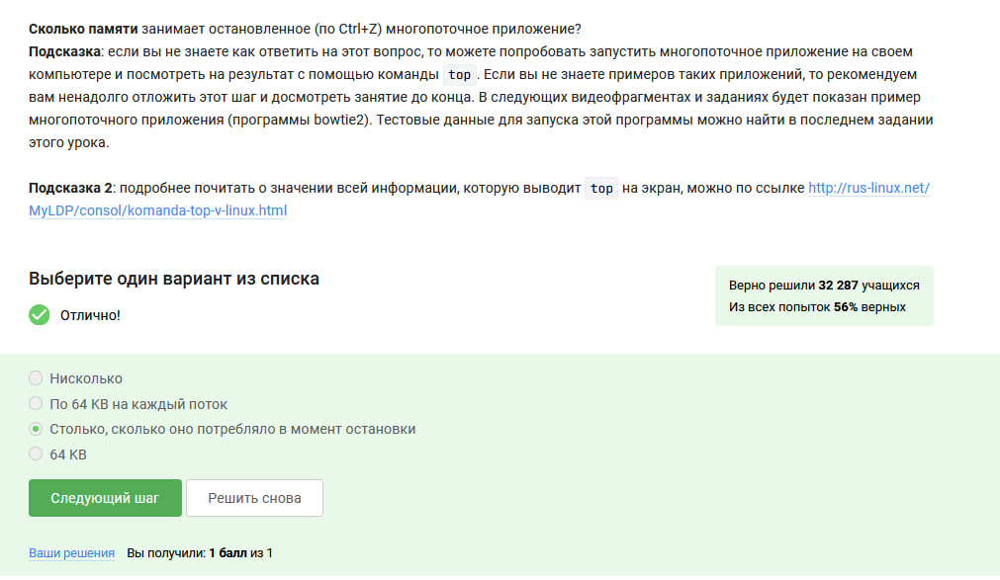 Сколько памяти занимает остановленное (по Ctrl+Z) многопоточное приложение?
Подсказка: если вы не знаете как ответить на этот вопрос, то можете попробовать запустить многопоточное приложение на своем
компьютере и посмотреть на результат с помощью команды top. Если вы не знаете примеров таких приложений, то рекомендуем
вам ненадолго отложить этот шаг и досмотреть занятие до конца. В следующих видеофрагментах и заданиях будет показан пример
многопоточного приложения (программы bowtie2). Тестовые данные для запуска этой программы можно найти в последнем задании
этого урока.
Подсказка 2: подробнее почитать о значении всей информации, которую выводит top на экран, можно по ссылке http://rus-linux.net/
MyLDP/consol/komanda-top-v-linux.html
Выберите один вариант из списка
Верно решили 32 287 учащихся
Из всех попыток 56% верных
Отлично!
Нисколько
По 64 KB на каждый поток
Столько, сколько оно потребляло в момент остановки
64 KB
Следующий шаг Решить снова
Ваши решения Вы получили: 1 балл из 1